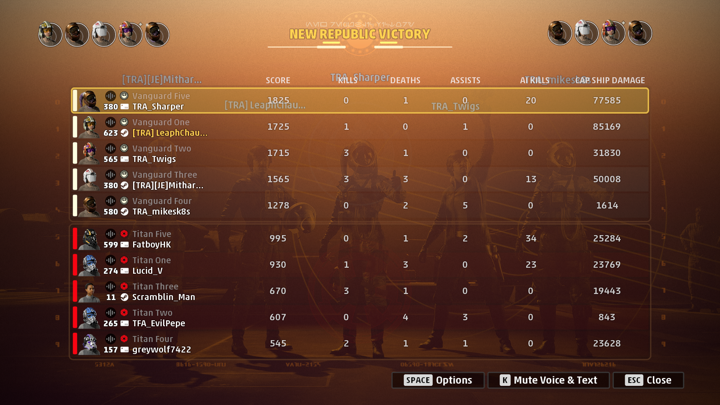 NEW REPUBLIC VICTORY
[TRA][IE]Mithar... TRA_Sharper
SCORE KILLS DEATHS ASSISTS AI KILLS CAP SHIP DAMAGE
[TRA] LeaphChau... TRA_Twigs
Vanguard Five
380 TRA_Sharper 1825 0 1 0 20 77585
Vanguard One
623 [TRA] LeaphChau... 1725 1 0 1 0 85169
Vanguard Two
565 TRA_Twigs 1715 3 1 0 0 31830
Vanguard Three
380 [TRA][IE]Mithar... 1565 3 3 0 13 50008
Vanguard Four
580 TRA_mikesk8s 1278 0 2 5 0 1614
Titan Five
599 FatboyHK 995 0 1 2 34 25284
Titan One
274 Lucid_V 930 1 3 0 23 23769
Titan Three
11 Scramblin_Man 670 3 1 0 0 19443
Titan Two
265 TFA_EvilPepe 607 0 4 3 0 843
Titan Four
157 greywolf7422 545 2 1 1 0 23628
SPACE Options K Mute Voice & Text ESC Close